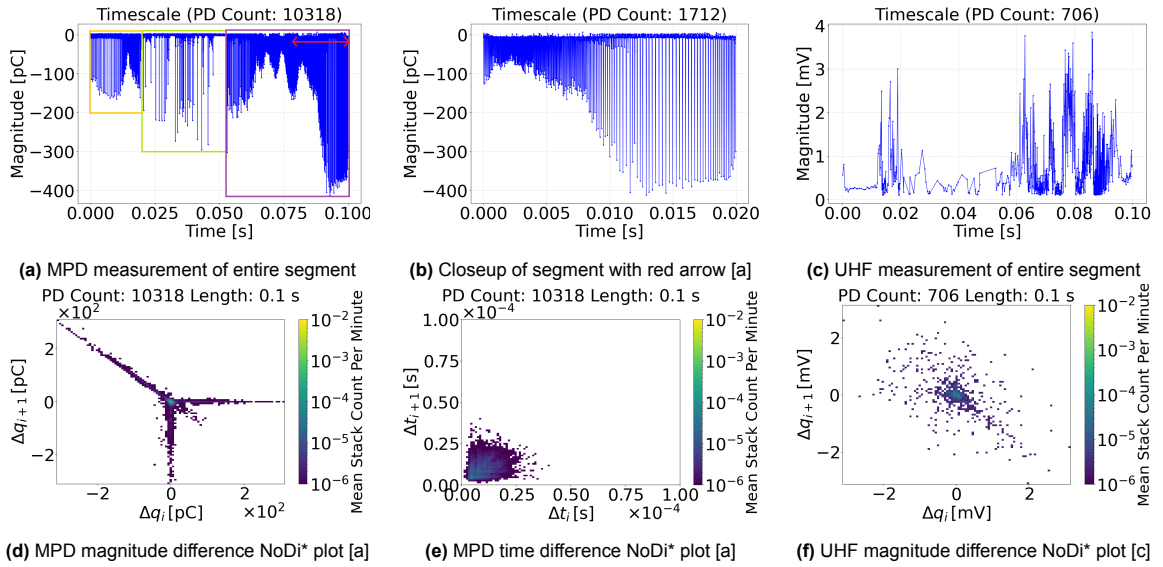 Timescale (PD Count: 10318)
Magnitude [pC]
0
−100
−200
−300
−400
0.000 0.025 0.050 0.075 0.100
Time [s]
(a) MPD measurement of entire segment
Timescale (PD Count: 1712)
Magnitude [pC]
0
−100
−200
−300
−400
0.000 0.005 0.010 0.015 0.020
Time [s]
(b) Closeup of segment with red arrow [a]
Timescale (PD Count: 706)
Magnitude [mV]
4
3
2
1
0
0.00 0.02 0.04 0.06 0.08 0.10
Time [s]
(c) UHF measurement of entire segment
PD Count: 10318 Length: 0.1 s
×10²
Δqᵢ₊₁ [pC]
2
0
−2
−2 0 2
Δqᵢ [pC]
×10²
10⁻²
10⁻³
10⁻⁴
10⁻⁵
10⁻⁶
Mean Stack Count Per Minute
(d) MPD magnitude difference NoDi* plot [a]
PD Count: 10318 Length: 0.1 s
×10⁻⁴
Δtᵢ₊₁ [s]
1.00
0.75
0.50
0.25
0.00
0.00 0.25 0.50 0.75 1.00
Δtᵢ [s]
×10⁻⁴
10⁻²
10⁻³
10⁻⁴
10⁻⁵
10⁻⁶
Mean Stack Count Per Minute
(e) MPD time difference NoDi* plot [a]
PD Count: 706 Length: 0.1 s
Δqᵢ₊₁ [mV]
2
0
−2
−2 0 2
Δqᵢ [mV]
10⁻²
10⁻³
10⁻⁴
10⁻⁵
10⁻⁶
Mean Stack Count Per Minute
(f) UHF magnitude difference NoDi* plot [c]